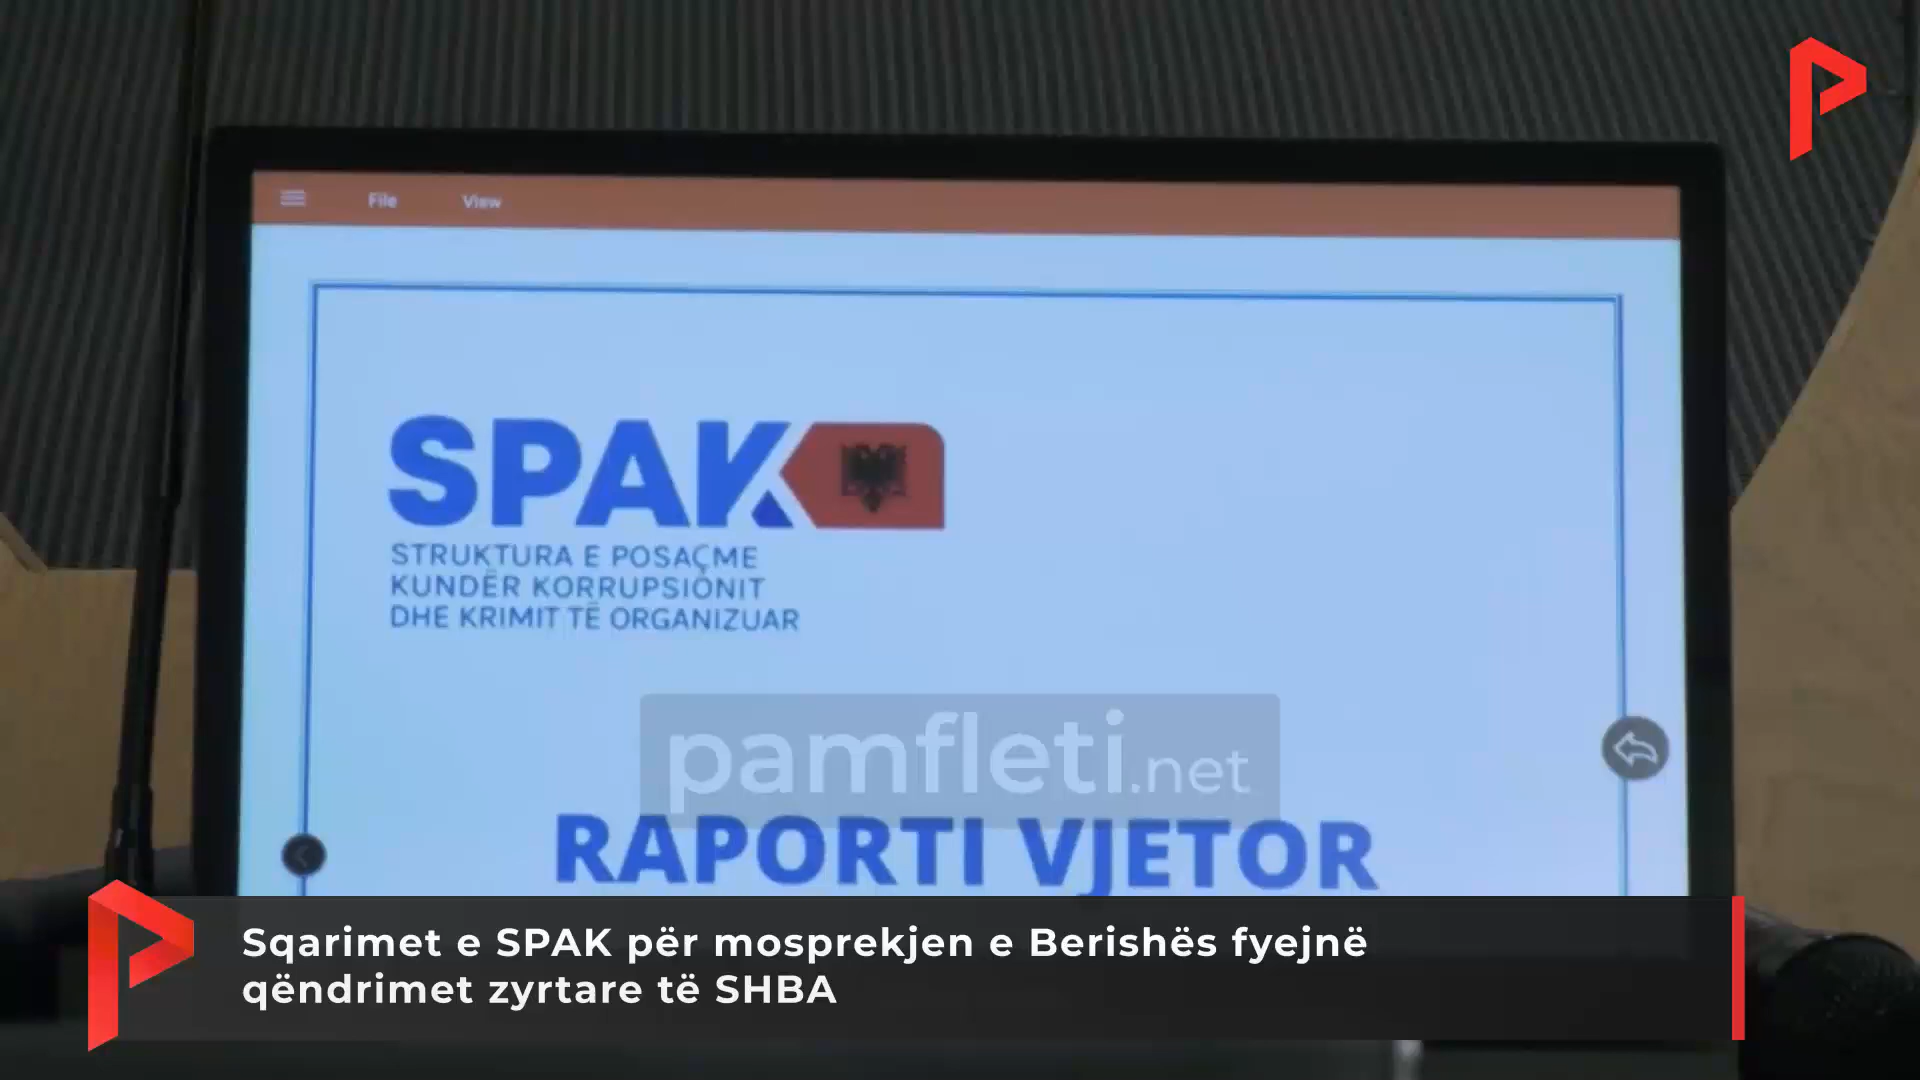 File View
SPAK
STRUKTURA E POSAÇME
KUNDËR KORRUPSIONIT
DHE KRIMIT TË ORGANIZUAR
pamfleti.net
RAPORTI VJETOR
Sqarimet e SPAK për mosprekjen e Berishës fyejnë
qëndrimet zyrtare të SHBA